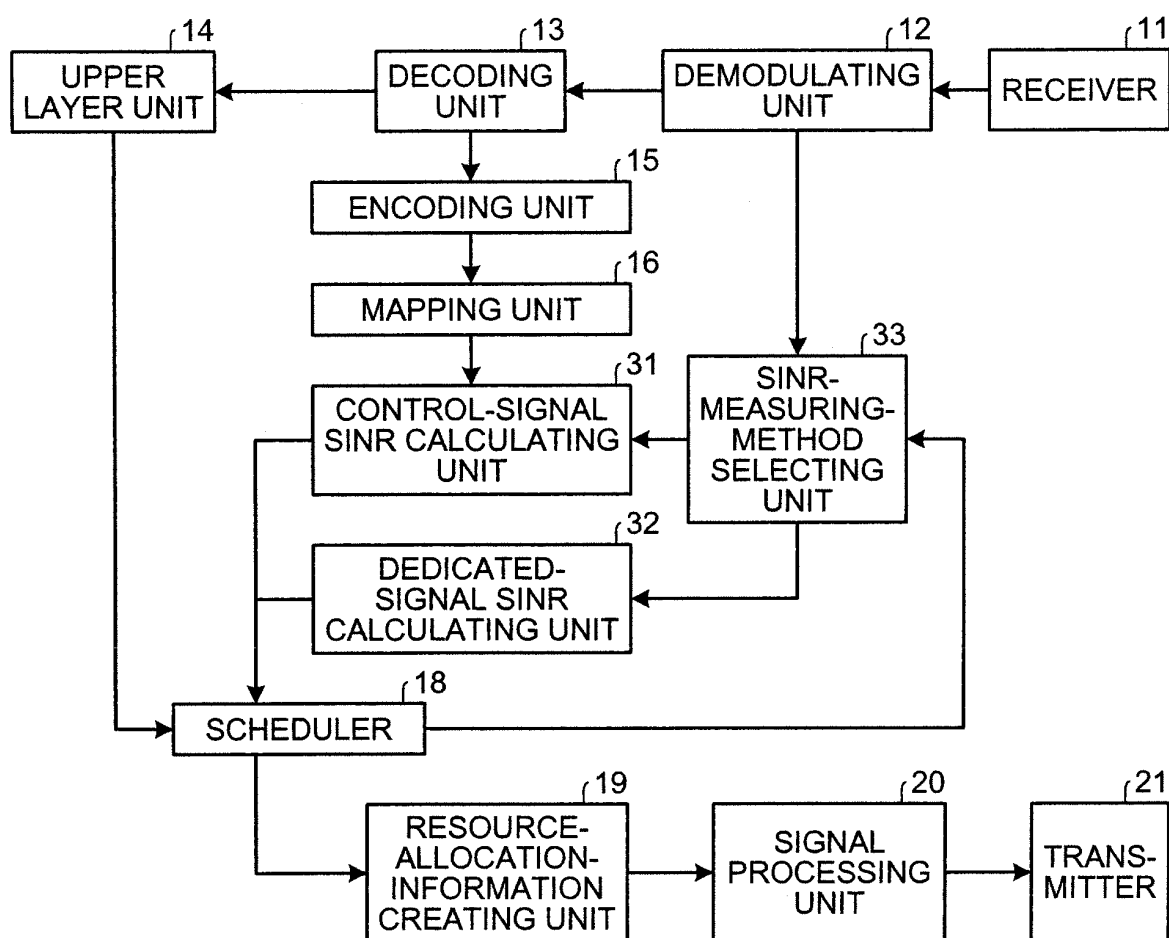 14
UPPER
LAYER UNIT
13
DECODING
UNIT
12
DEMODULATING
UNIT
11
RECEIVER
15
ENCODING UNIT
16
MAPPING UNIT
31
CONTROL-SIGNAL
SINR CALCULATING
UNIT
33
SINR-
MEASURING-
METHOD
SELECTING
UNIT
32
DEDICATED-
SIGNAL SINR
CALCULATING UNIT
18
SCHEDULER
19
RESOURCE-
ALLOCATION-
INFORMATION
CREATING UNIT
20
SIGNAL
PROCESSING
UNIT
21
TRANS-
MITTER